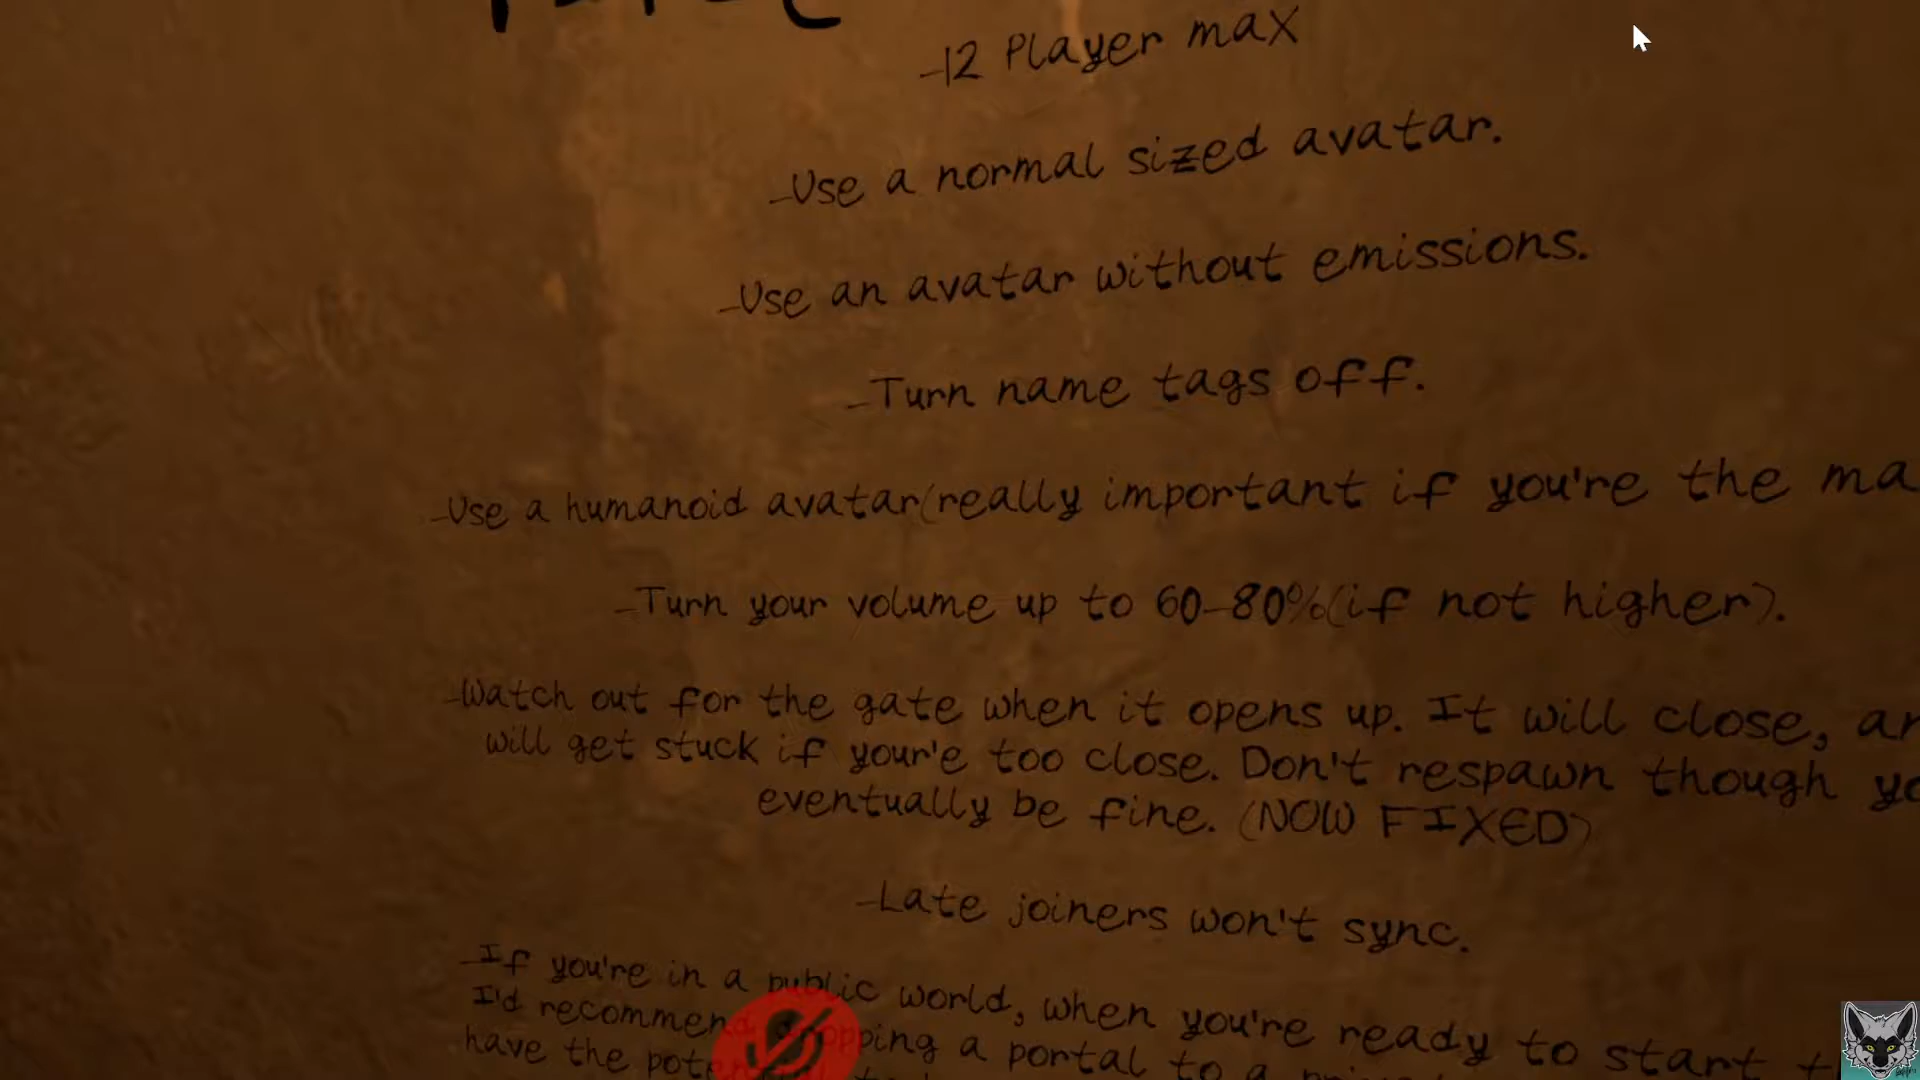 -12 Player max
-Use a normal sized avatar.
-Use an avatar without emissions.
-Turn name tags off.
-Use a humanoid avatar(really important if you're the
-Turn your volume up to 60-80%(if not higher).
-Watch out for the gate when it opens up. It will close,
will get stuck if your'e too close. Don't respawn though
eventually be fine. (NOW FIXED)
-Late joiners won't sync.
-If you're in a public world, when you're ready to start
I'd recommend dropping a portal to a
have the